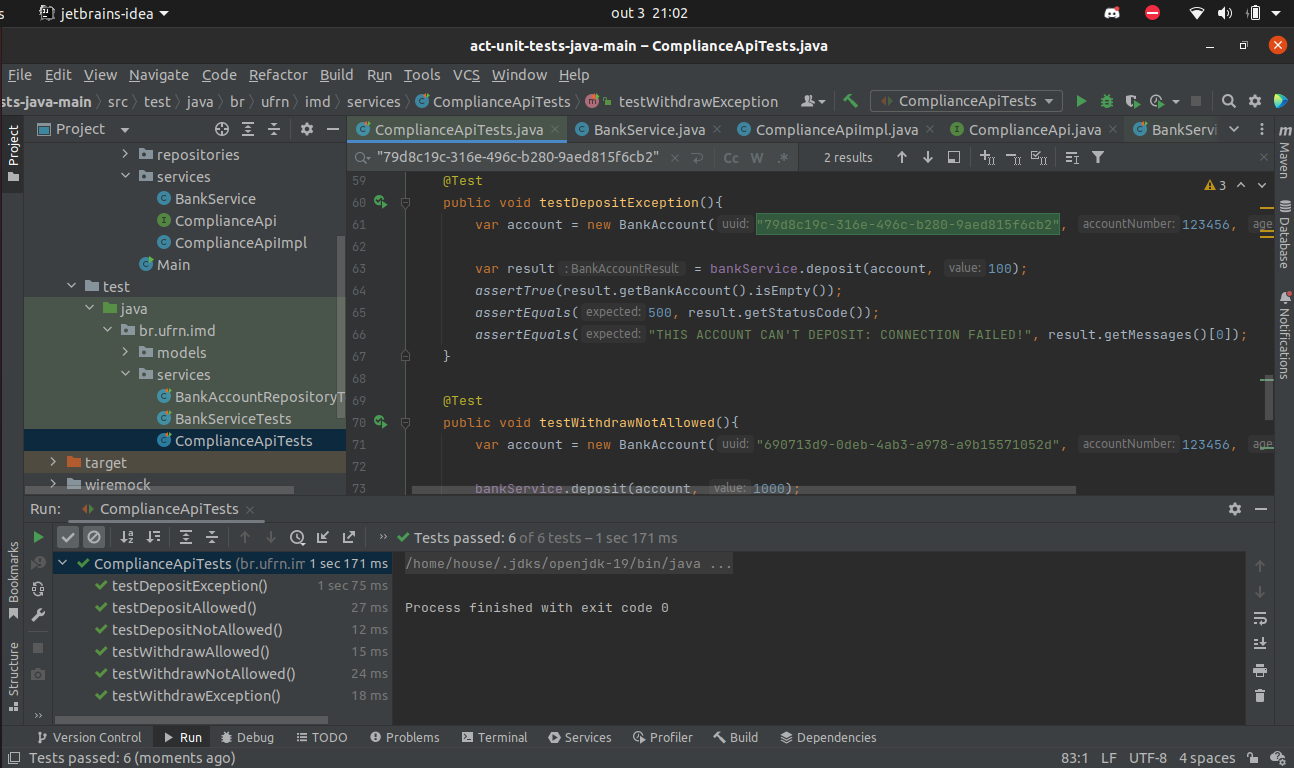 s
jetbrains-idea
out 3 21:02
act-unit-tests-java-main – ComplianceApiTests.java
File Edit View Navigate Code Refactor Build Run Tools VCS Window Help
sts-java-main src test java br ufrn imd services ComplianceApiTests testWithdrawException ComplianceApiTests
Project
Project
ComplianceApiTests.java BankService.java ComplianceApiImpl.java ComplianceApi.java BankServi
"79d8c19c-316e-496c-b280-9aed815f6cb2" Cc W .* 2 results
repositories
services
BankService
ComplianceApi
ComplianceApiImpl
Main
test
java
br.ufrn.imd
models
services
BankAccountRepositoryT
BankServiceTests
ComplianceApiTests
target
wiremock
3
59 @Test
60 public void testDepositException(){
61 var account = new BankAccount( uuid: "79d8c19c-316e-496c-b280-9aed815f6cb2", accountNumber: 123456, age
62
63 var result : BankAccountResult = bankService.deposit(account, value: 100);
64 assertTrue(result.getBankAccount().isEmpty());
65 assertEquals( expected: 500, result.getStatusCode());
66 assertEquals( expected: "THIS ACCOUNT CAN'T DEPOSIT: CONNECTION FAILED!", result.getMessages()[0]);
67 }
68
69 @Test
70 public void testWithdrawNotAllowed(){
71 var account = new BankAccount( uuid: "690713d9-0deb-4ab3-a978-a9b15571052d", accountNumber: 123456, age
72
73 bankService.deposit(account, value: 1000);
m
Maven
Database
Notifications
Run: ComplianceApiTests
Tests passed: 6 of 6 tests – 1 sec 171 ms
ComplianceApiTests (br.ufrn.im 1 sec 171 ms
testDepositException() 1 sec 75 ms
testDepositAllowed() 27 ms
testDepositNotAllowed() 12 ms
testWithdrawAllowed() 15 ms
testWithdrawNotAllowed() 24 ms
testWithdrawException() 18 ms
/home/house/.jdks/openjdk-19/bin/java ...
Process finished with exit code 0
Bookmarks
Structure
Version Control Run Debug TODO Problems Terminal Services Profiler Build Dependencies
Tests passed: 6 (moments ago) 83:1 LF UTF-8 4 spaces